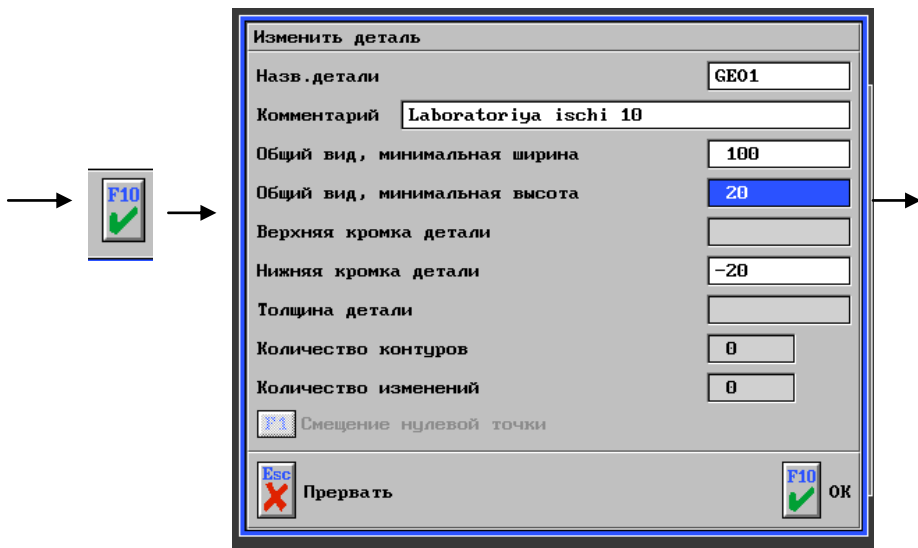 Изменить деталь
Назв.детали GEO1
Комментарий Laboratoriya ischi 10
Общий вид, минимальная ширина 100
F10 Общий вид, минимальная высота 20
Верхняя кромка детали
Нижняя кромка детали -20
Толщина детали
Количество контуров 0
Количество изменений 0
F1 Смещение нулевой точки
Esc Прервать F10 ОК